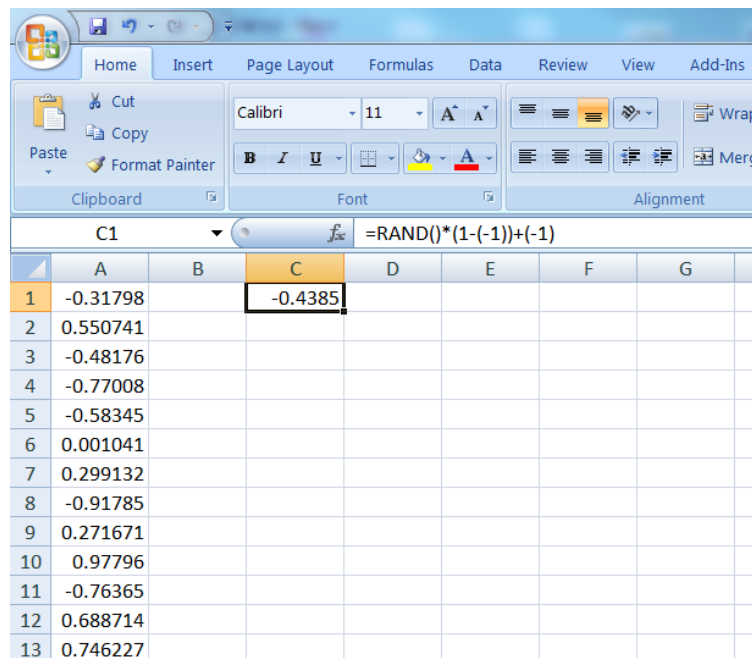 Home Insert Page Layout Formulas Data Review View Add-Ins
Cut
Calibri 11 A A
Copy
Paste
Format Painter
B I U A
Clipboard Font Alignment
C1 fx =RAND()*(1-(-1))+(-1)
A B C D E F G
1 -0.31798 -0.4385
2 0.550741
3 -0.48176
4 -0.77008
5 -0.58345
6 0.001041
7 0.299132
8 -0.91785
9 0.271671
10 0.97796
11 -0.76365
12 0.688714
13 0.746227